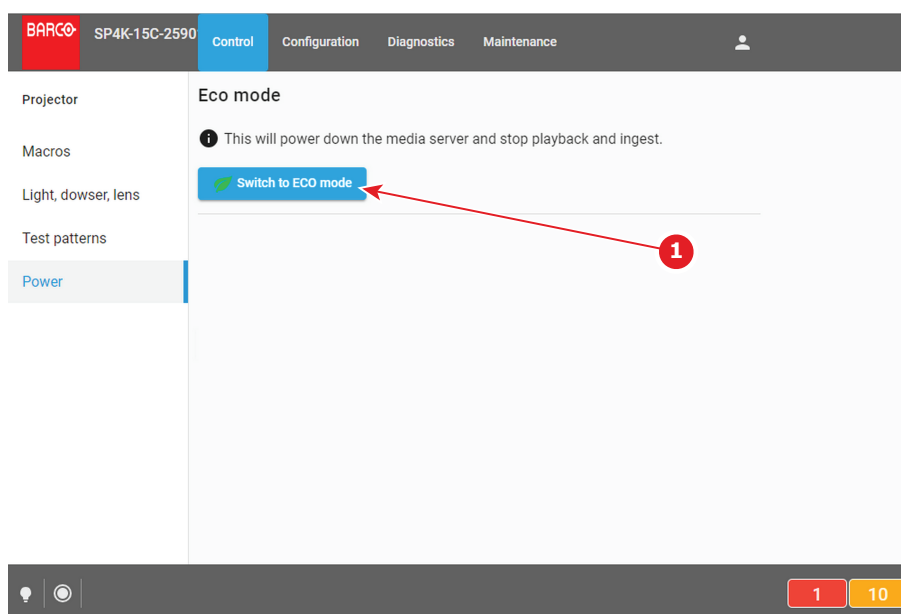 BARCO
SP4K-15C-2590
Control
Configuration
Diagnostics
Maintenance
Projector
Macros
Light, dowser, lens
Test patterns
Power
Eco mode
This will power down the media server and stop playback and ingest.
Switch to ECO mode
1
1
10